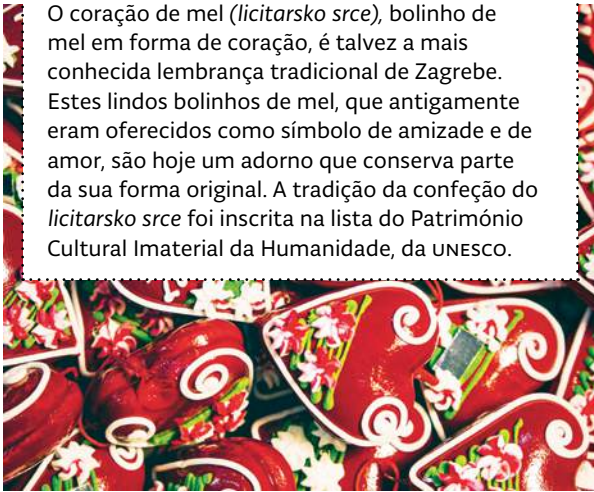 O coração de mel (licitarsko srce), bolinho de
mel em forma de coração, é talvez a mais
conhecida lembrança tradicional de Zagrebe.
Estes lindos bolinhos de mel, que antigamente
eram oferecidos como símbolo de amizade e de
amor, são hoje um adorno que conserva parte
da sua forma original. A tradição da confeção do
licitarsko srce foi inscrita na lista do Património
Cultural Imaterial da Humanidade, da UNESCO.